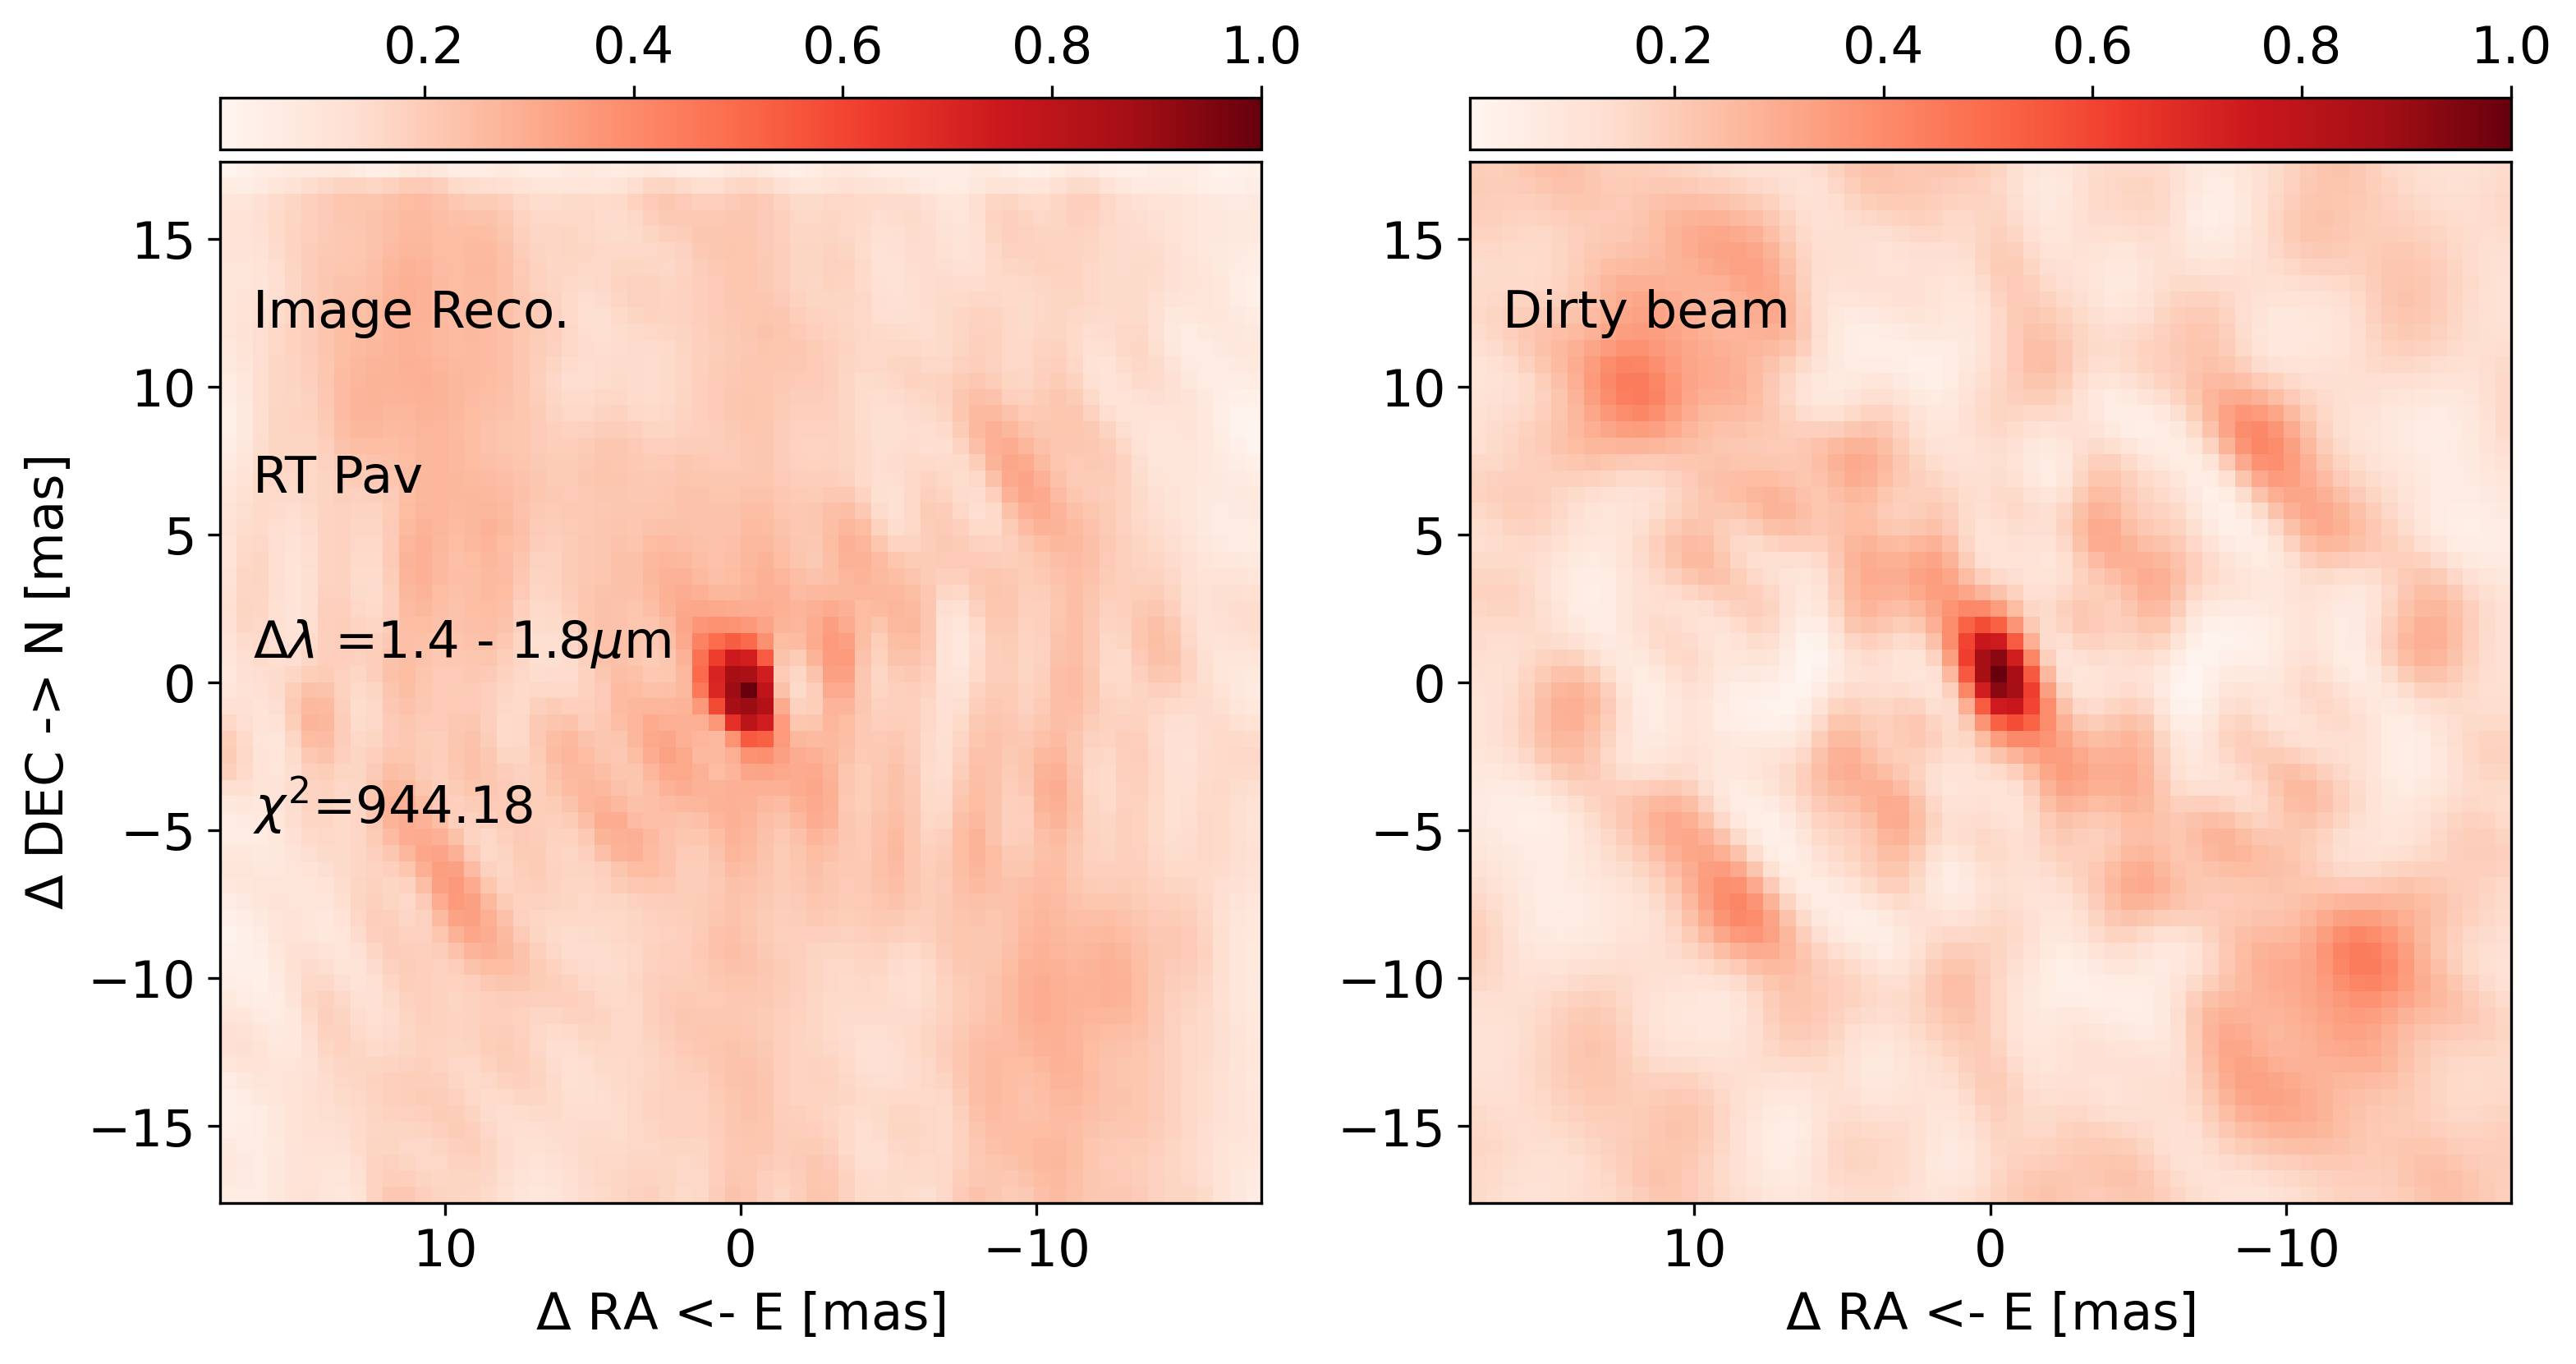 0.2 0.4 0.6 0.8 1.0
0.2 0.4 0.6 0.8 1.0
Image Reco.
RT Pav
Δλ =1.4 - 1.8μm
χ²=944.18
Dirty beam
15
10
5
0
−5
−10
−15
15
10
5
0
−5
−10
−15
10 0 −10
10 0 −10
Δ DEC -> N [mas]
Δ RA <- E [mas]
Δ RA <- E [mas]